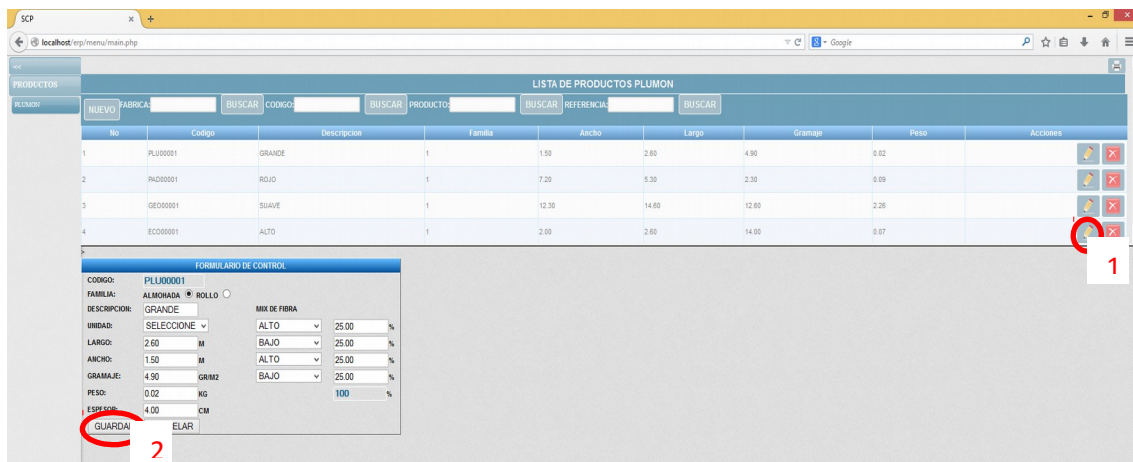 SCP × +
localhost/erp/menu/main.php Google
<<
PRODUCTOS LISTA DE PRODUCTOS PLUMON
PLUMON NUEVO FABRICA: BUSCAR CODIGO: BUSCAR PRODUCTO: BUSCAR REFERENCIA: BUSCAR
No Codigo Descripcion Familia Ancho Largo Gramaje Peso Acciones
1 PLU00001 GRANDE 1 1.50 2.60 4.90 0.02
2 PAD00001 ROJO 1 7.20 5.30 2.30 0.09
3 GEO00001 SUAVE 1 12.30 14.60 12.60 2.26
4 ECO00001 ALTO 1 2.00 2.60 14.00 0.07
1
>
FORMULARIO DE CONTROL
CODIGO: PLU00001
FAMILIA: ALMOHADA ROLLO
DESCRIPCION: GRANDE MIX DE FIBRA
UNIDAD: SELECCIONE ALTO 25.00 %
LARGO: 2.60 M BAJO 25.00 %
ANCHO: 1.50 M ALTO 25.00 %
GRAMAJE: 4.90 GR/M2 BAJO 25.00 %
PESO: 0.02 KG 100 %
ESPESOR: 4.00 CM
GUARDA ELAR
2